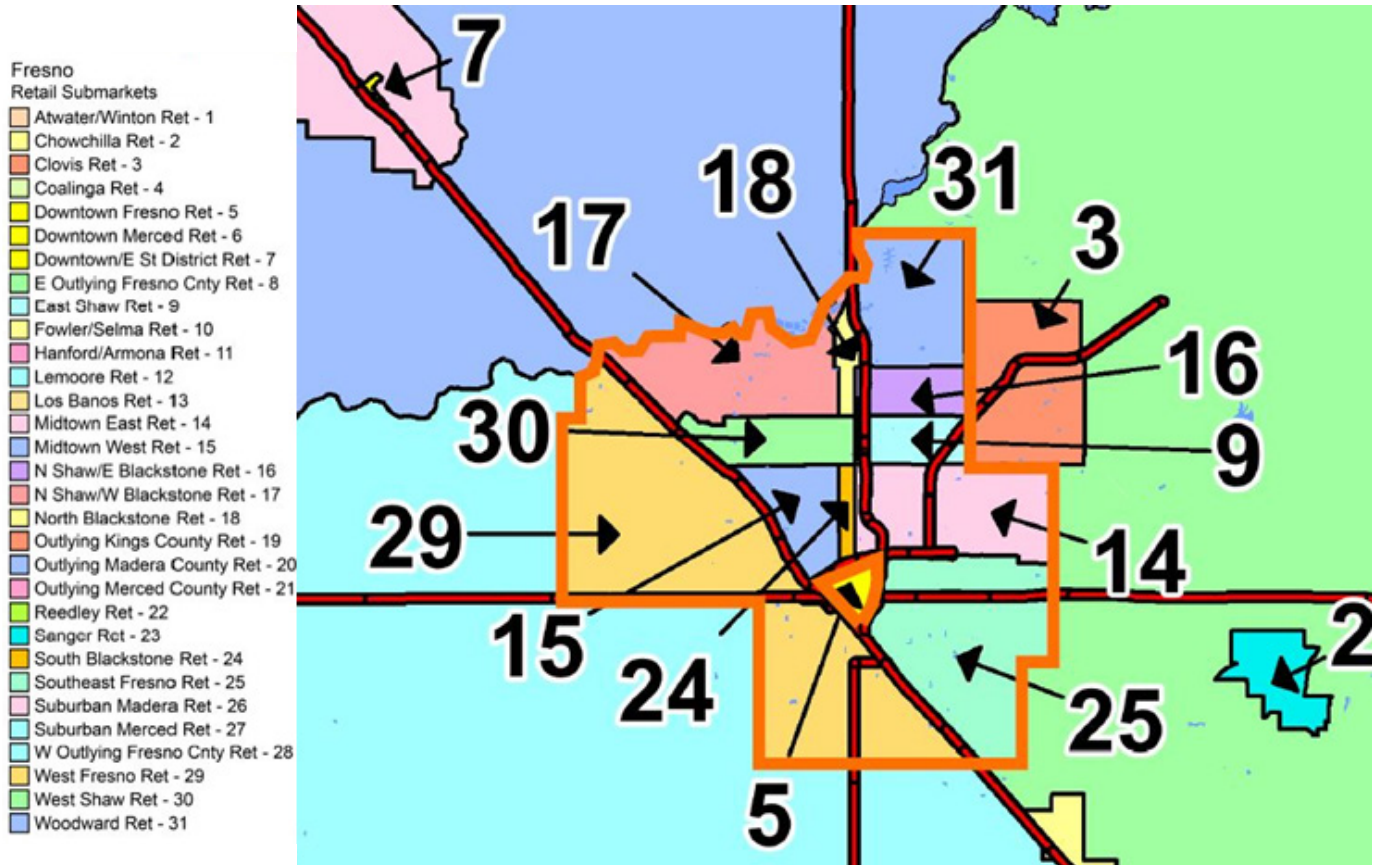 Fresno
Retail Submarkets
Atwater/Winton Ret - 1
Chowchilla Ret - 2
Clovis Ret - 3
Coalinga Ret - 4
Downtown Fresno Ret - 5
Downtown Merced Ret - 6
Downtown/E St District Ret - 7
E Outlying Fresno Cnty Ret - 8
East Shaw Ret - 9
Fowler/Selma Ret - 10
Hanford/Armona Ret - 11
Lemoore Ret - 12
Los Banos Ret - 13
Midtown East Ret - 14
Midtown West Ret - 15
N Shaw/E Blackstone Ret - 16
N Shaw/W Blackstone Ret - 17
North Blackstone Ret - 18
Outlying Kings County Ret - 19
Outlying Madera County Ret - 20
Outlying Merced County Ret - 21
Reedley Ret - 22
Sanger Ret - 23
South Blackstone Ret - 24
Southeast Fresno Ret - 25
Suburban Madera Ret - 26
Suburban Merced Ret - 27
W Outlying Fresno Cnty Ret - 28
West Fresno Ret - 29
West Shaw Ret - 30
Woodward Ret - 31
7
18
31
17
3
16
30
9
29
14
15
2
24
25
5